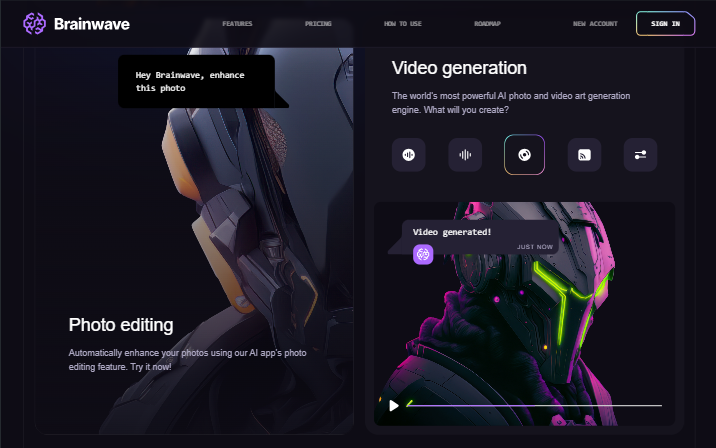 Brainwave
FEATURES
PRICING
HOW TO USE
ROADMAP
NEW ACCOUNT
SIGN IN
Hey Brainwave, enhance
this photo
Photo editing
Automatically enhance your photos using our AI app's photo
editing feature. Try it now!
Video generation
The world's most powerful AI photo and video art generation
engine. What will you create?
Video generated!
JUST NOW